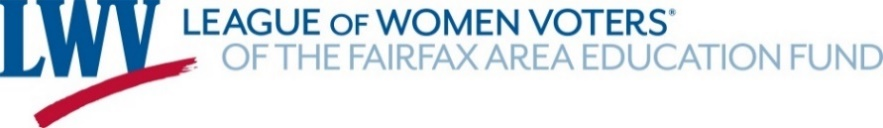 LWV LEAGUE OF WOMEN VOTERS®
OF THE FAIRFAX AREA EDUCATION FUND